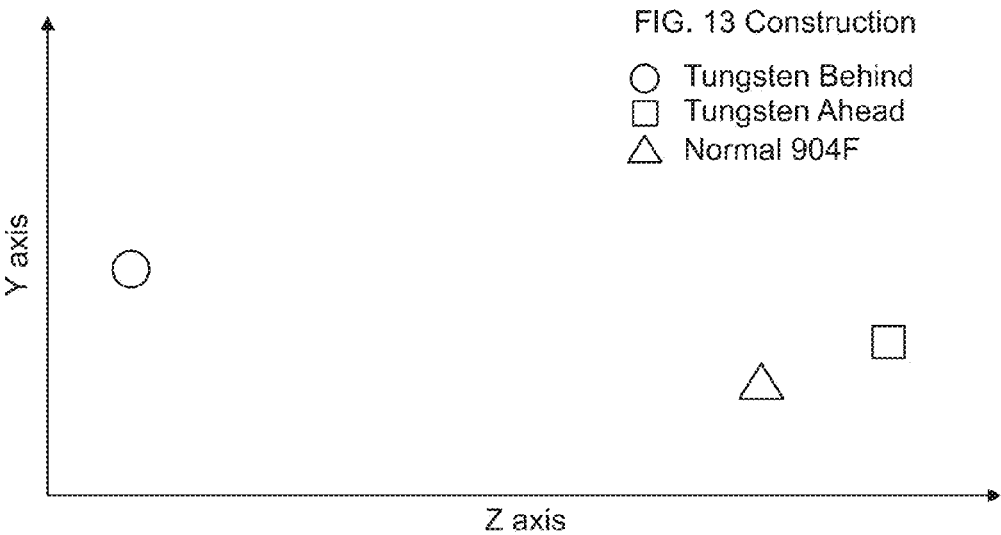 FIG. 13 Construction
Tungsten Behind
Tungsten Ahead
Normal 904F
Y axis
Z axis